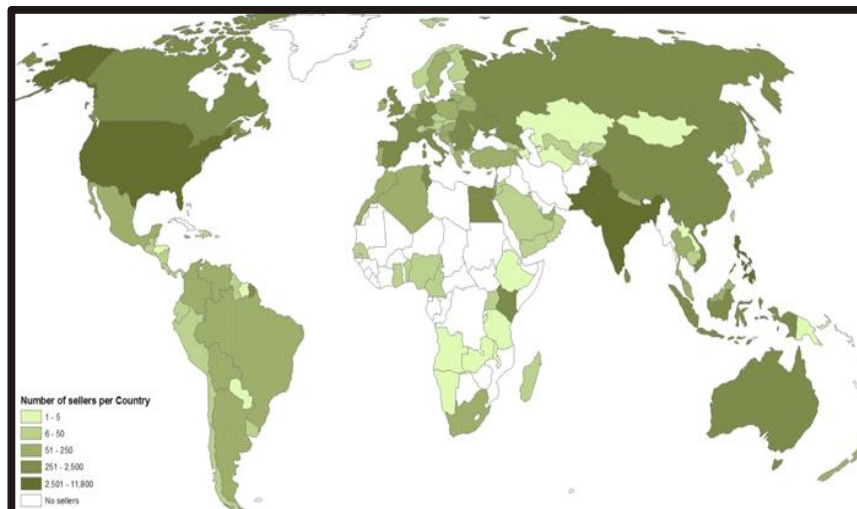 Number of sellers per Country
1 - 5
6 - 50
51 - 250
251 - 2,500
2,501 - 11,800
No sellers